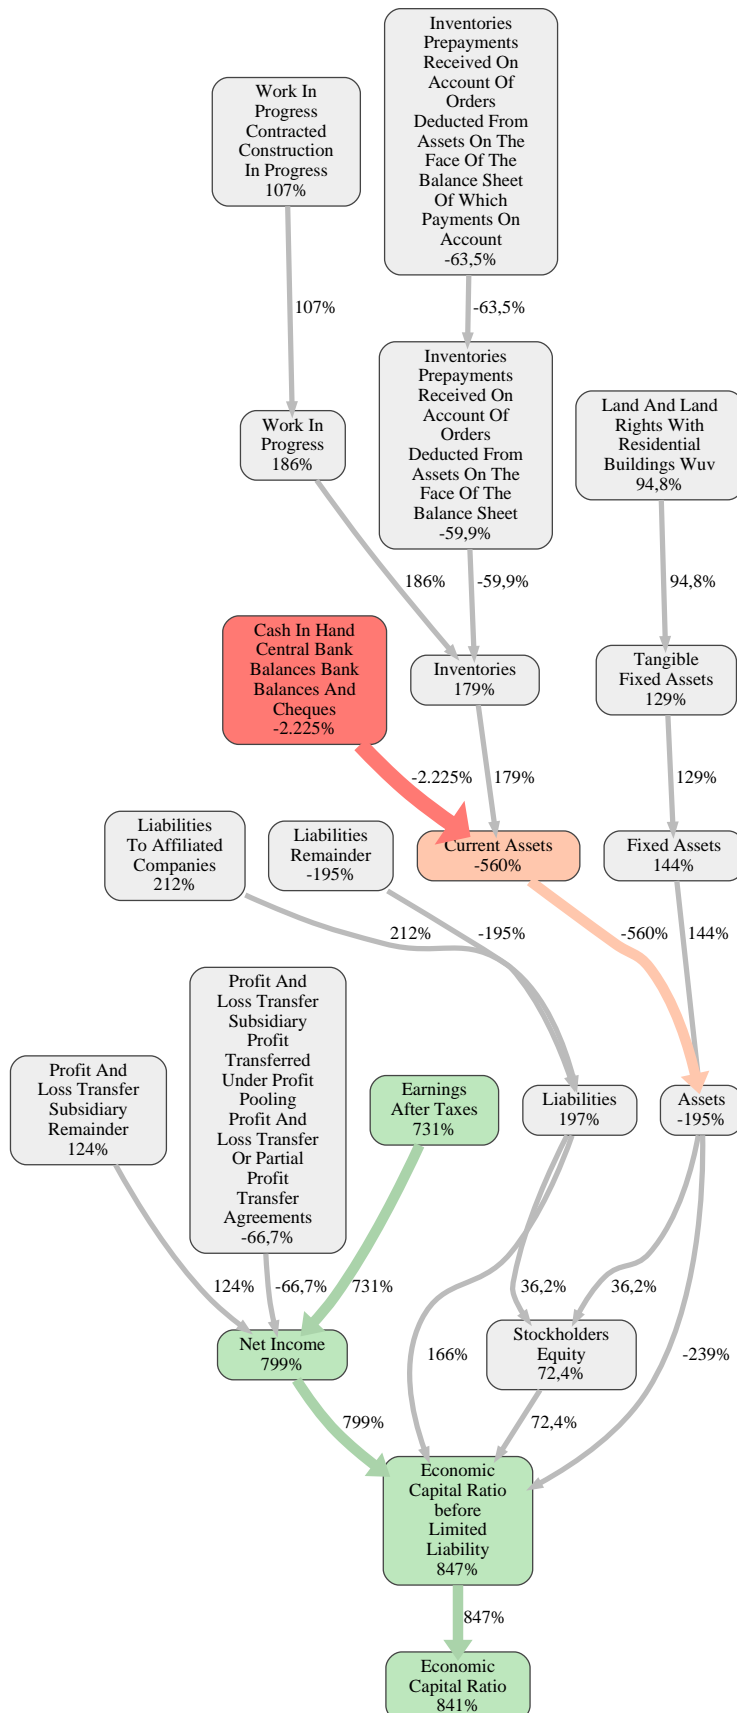 Inventories
Prepayments
Received On
Account Of
Orders
Deducted From
Assets On The
Face Of The
Balance Sheet
Of Which
Payments On
Account
-63,5%
Work In
Progress
Contracted
Construction
In Progress
107%
107%
-63,5%
Inventories
Prepayments
Received On
Account Of
Orders
Deducted From
Assets On The
Face Of The
Balance Sheet
-59,9%
Land And Land
Rights With
Residential
Buildings Wuv
94,8%
Work In
Progress
186%
186%
-59,9%
94,8%
Cash In Hand
Central Bank
Balances Bank
Balances And
Cheques
-2.225%
Inventories
179%
Tangible
Fixed Assets
129%
-2.225%
179%
129%
Liabilities
To Affiliated
Companies
212%
Liabilities
Remainder
-195%
Current Assets
-560%
Fixed Assets
144%
212%
-195%
-560%
144%
Profit And
Loss Transfer
Subsidiary
Profit
Transferred
Under Profit
Pooling
Profit And
Loss Transfer
Or Partial
Profit
Transfer
Agreements
-66,7%
Profit And
Loss Transfer
Subsidiary
Remainder
124%
Earnings
After Taxes
731%
Liabilities
197%
Assets
-195%
124%
-66,7%
731%
36,2%
36,2%
Net Income
799%
166%
Stockholders
Equity
72,4%
-239%
799%
72,4%
Economic
Capital Ratio
before
Limited
Liability
847%
847%
Economic
Capital Ratio
841%